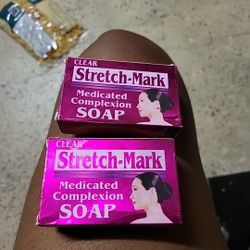 CLEAR
Stretch-Mark
Medicated
Complexion
SOAP
CLEAR
Stretch-Mark
Medicated
Complexion
SOAP